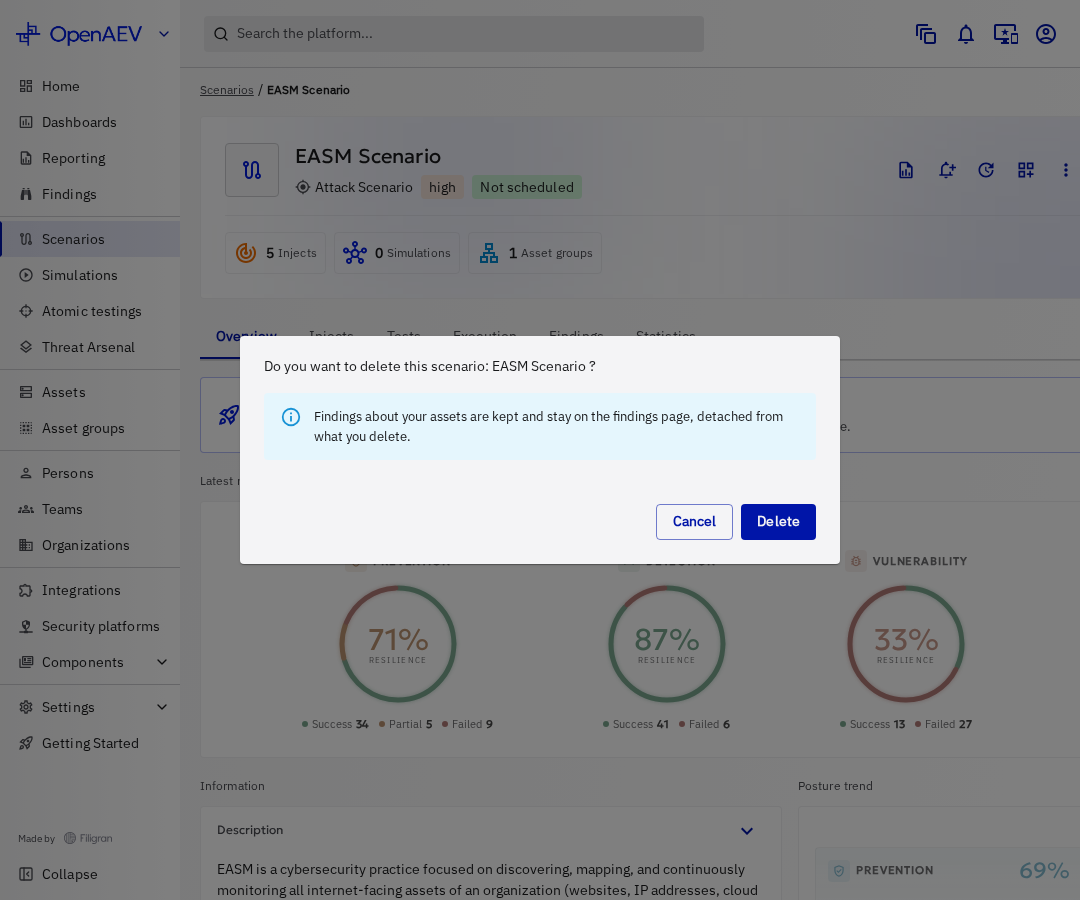 OpenAEV
Search the platform...
Home
Dashboards
Reporting
Findings
Scenarios
Simulations
Atomic testings
Threat Arsenal
Assets
Asset groups
Persons
Teams
Organizations
Integrations
Security platforms
Components
Settings
Getting Started
Made by Filigran
Collapse
Scenarios / EASM Scenario
EASM Scenario
Attack Scenario high Not scheduled
5 Injects 0 Simulations 1 Asset groups
Overview Injects Tests Execution Findings Statistics
Do you want to delete this scenario: EASM Scenario ?
Findings about your assets are kept and stay on the findings page, detached from
what you delete.
Cancel Delete
Latest
VULNERABILITY
71% 87% 33%
RESILIENCE RESILIENCE RESILIENCE
Success 34 Partial 5 Failed 9 Success 41 Failed 6 Success 13 Failed 27
Information
Description
EASM is a cybersecurity practice focused on discovering, mapping, and continuously
monitoring all internet-facing assets of an organization (websites, IP addresses, cloud
Posture trend
PREVENTION 69%